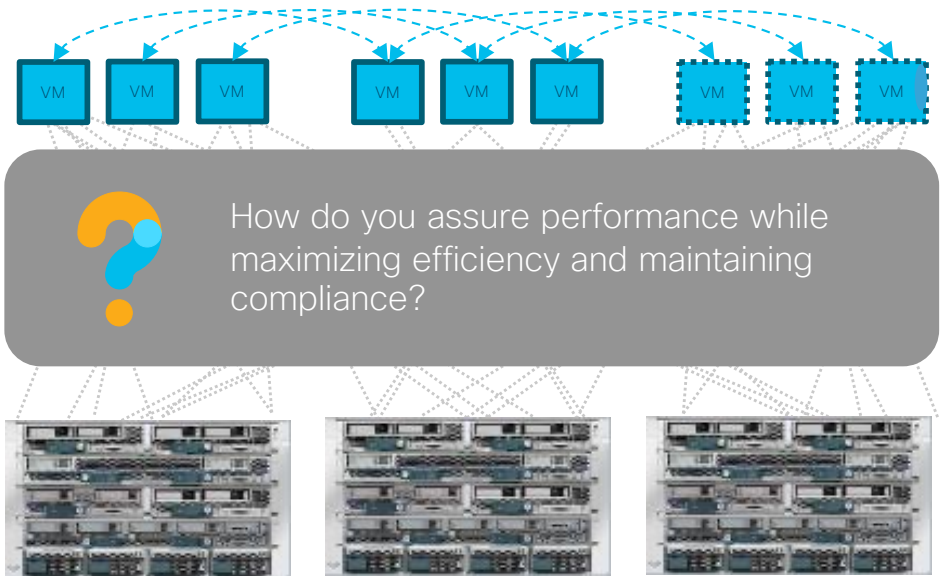 VM VM VM VM VM VM VM VM VM
How do you assure performance while
maximizing efficiency and maintaining
compliance?